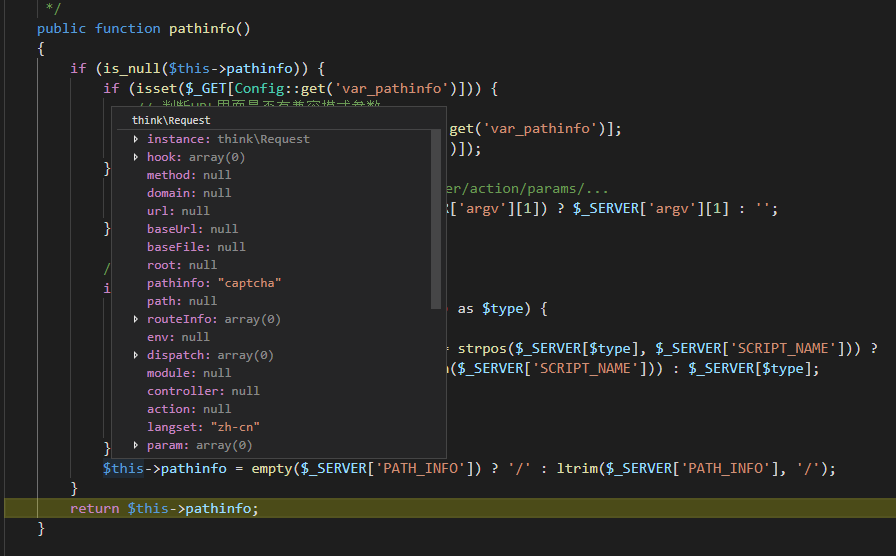 */
public function pathinfo()
{
if (is_null($this->pathinfo)) {
if (isset($_GET[Config::get('var_pathinfo')])) {
// 判断URL里面是否有兼容模式参数
think\Request
instance: think\Request
get('var_pathinfo')];
hook: array(0)
)]);
method: null
}
domain: null
er/action/params/...
url: null
['argv'][1]) ? $_SERVER['argv'][1] : '';
baseUrl: null
}
baseFile: null
root: null
/
pathinfo: "captcha"
i
path: null
as $type) {
routeInfo: array(0)
env: null
= strpos($_SERVER[$type], $_SERVER['SCRIPT_NAME'])) ?
dispatch: array(0)
($_SERVER['SCRIPT_NAME'])) : $_SERVER[$type];
module: null
controller: null
action: null
langset: "zh-cn"
}
param: array(0)
$this->pathinfo = empty($_SERVER['PATH_INFO']) ? '/' : ltrim($_SERVER['PATH_INFO'], '/');
}
return $this->pathinfo;
}